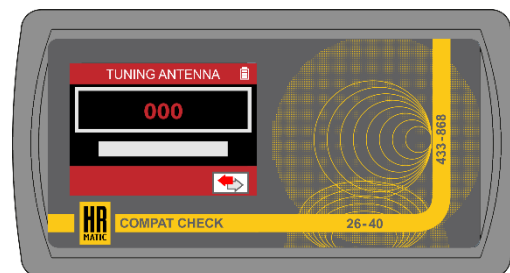 TUNING ANTENNA
000
433-868
HR
MATIC
COMPAT CHECK
26-40